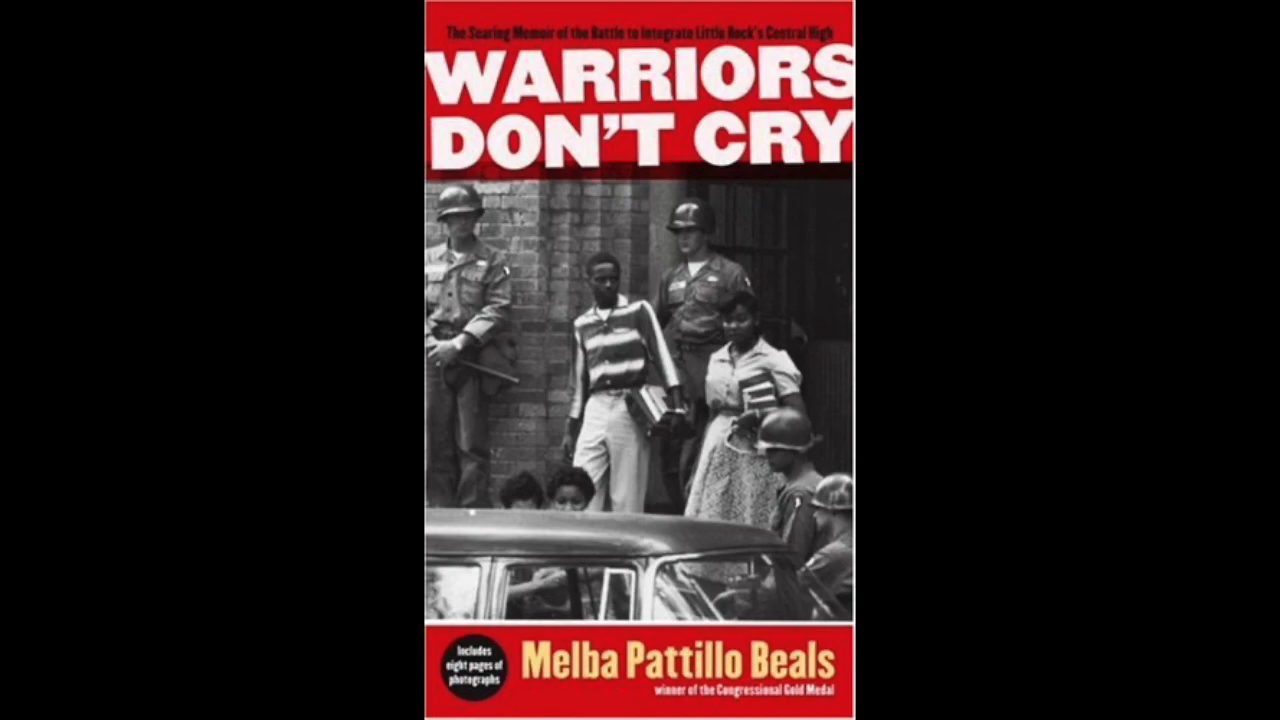 The Searing Memoir of the Battle to Integrate Little Rock's Central High
WARRIORS
DON'T CRY
Includes
eight pages of
photographs
Melba Pattillo Beals
winner of the Congressional Gold Medal